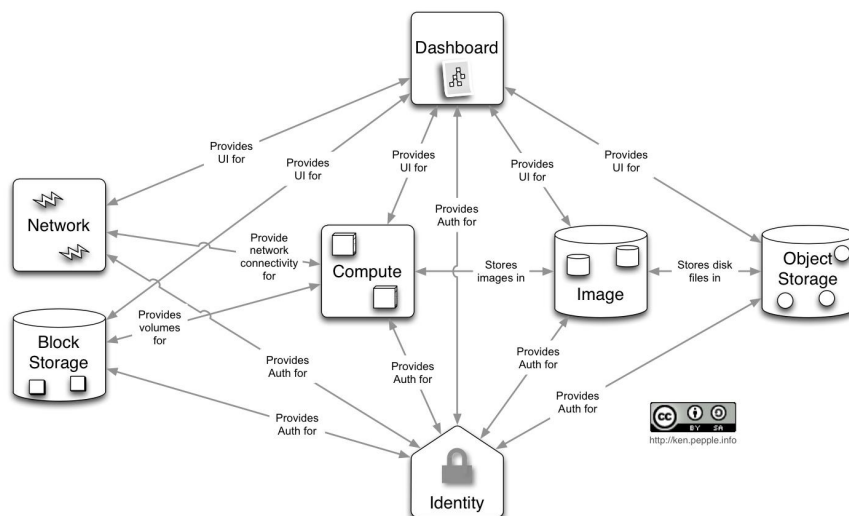 Dashboard
Provides
UI for
Provides
UI for
Provides
UI for
Provides
UI for
Provides
UI for
Network
Provides
Auth for
Provide
network
connectivity
for
Compute
Stores
images in
Image
Stores disk
files in
Object
Storage
Block
Storage
Provides
volumes
for
Provides
Auth for
Provides
Auth for
Provides
Auth for
Provides
Auth for
Provides
Auth for
Identity
cc
BY SA
http://ken.pepple.info